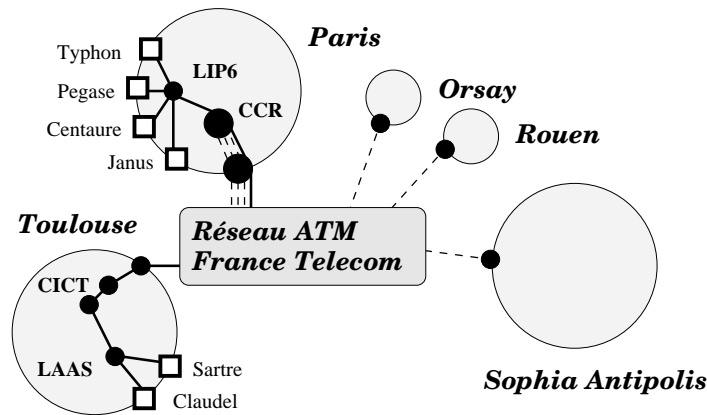 Paris
Typhon
LIP6
Pegase
CCR
Centaure
Janus
Orsay
Rouen
Toulouse
Réseau ATM
France Telecom
CICT
LAAS
Sartre
Claudel
Sophia Antipolis